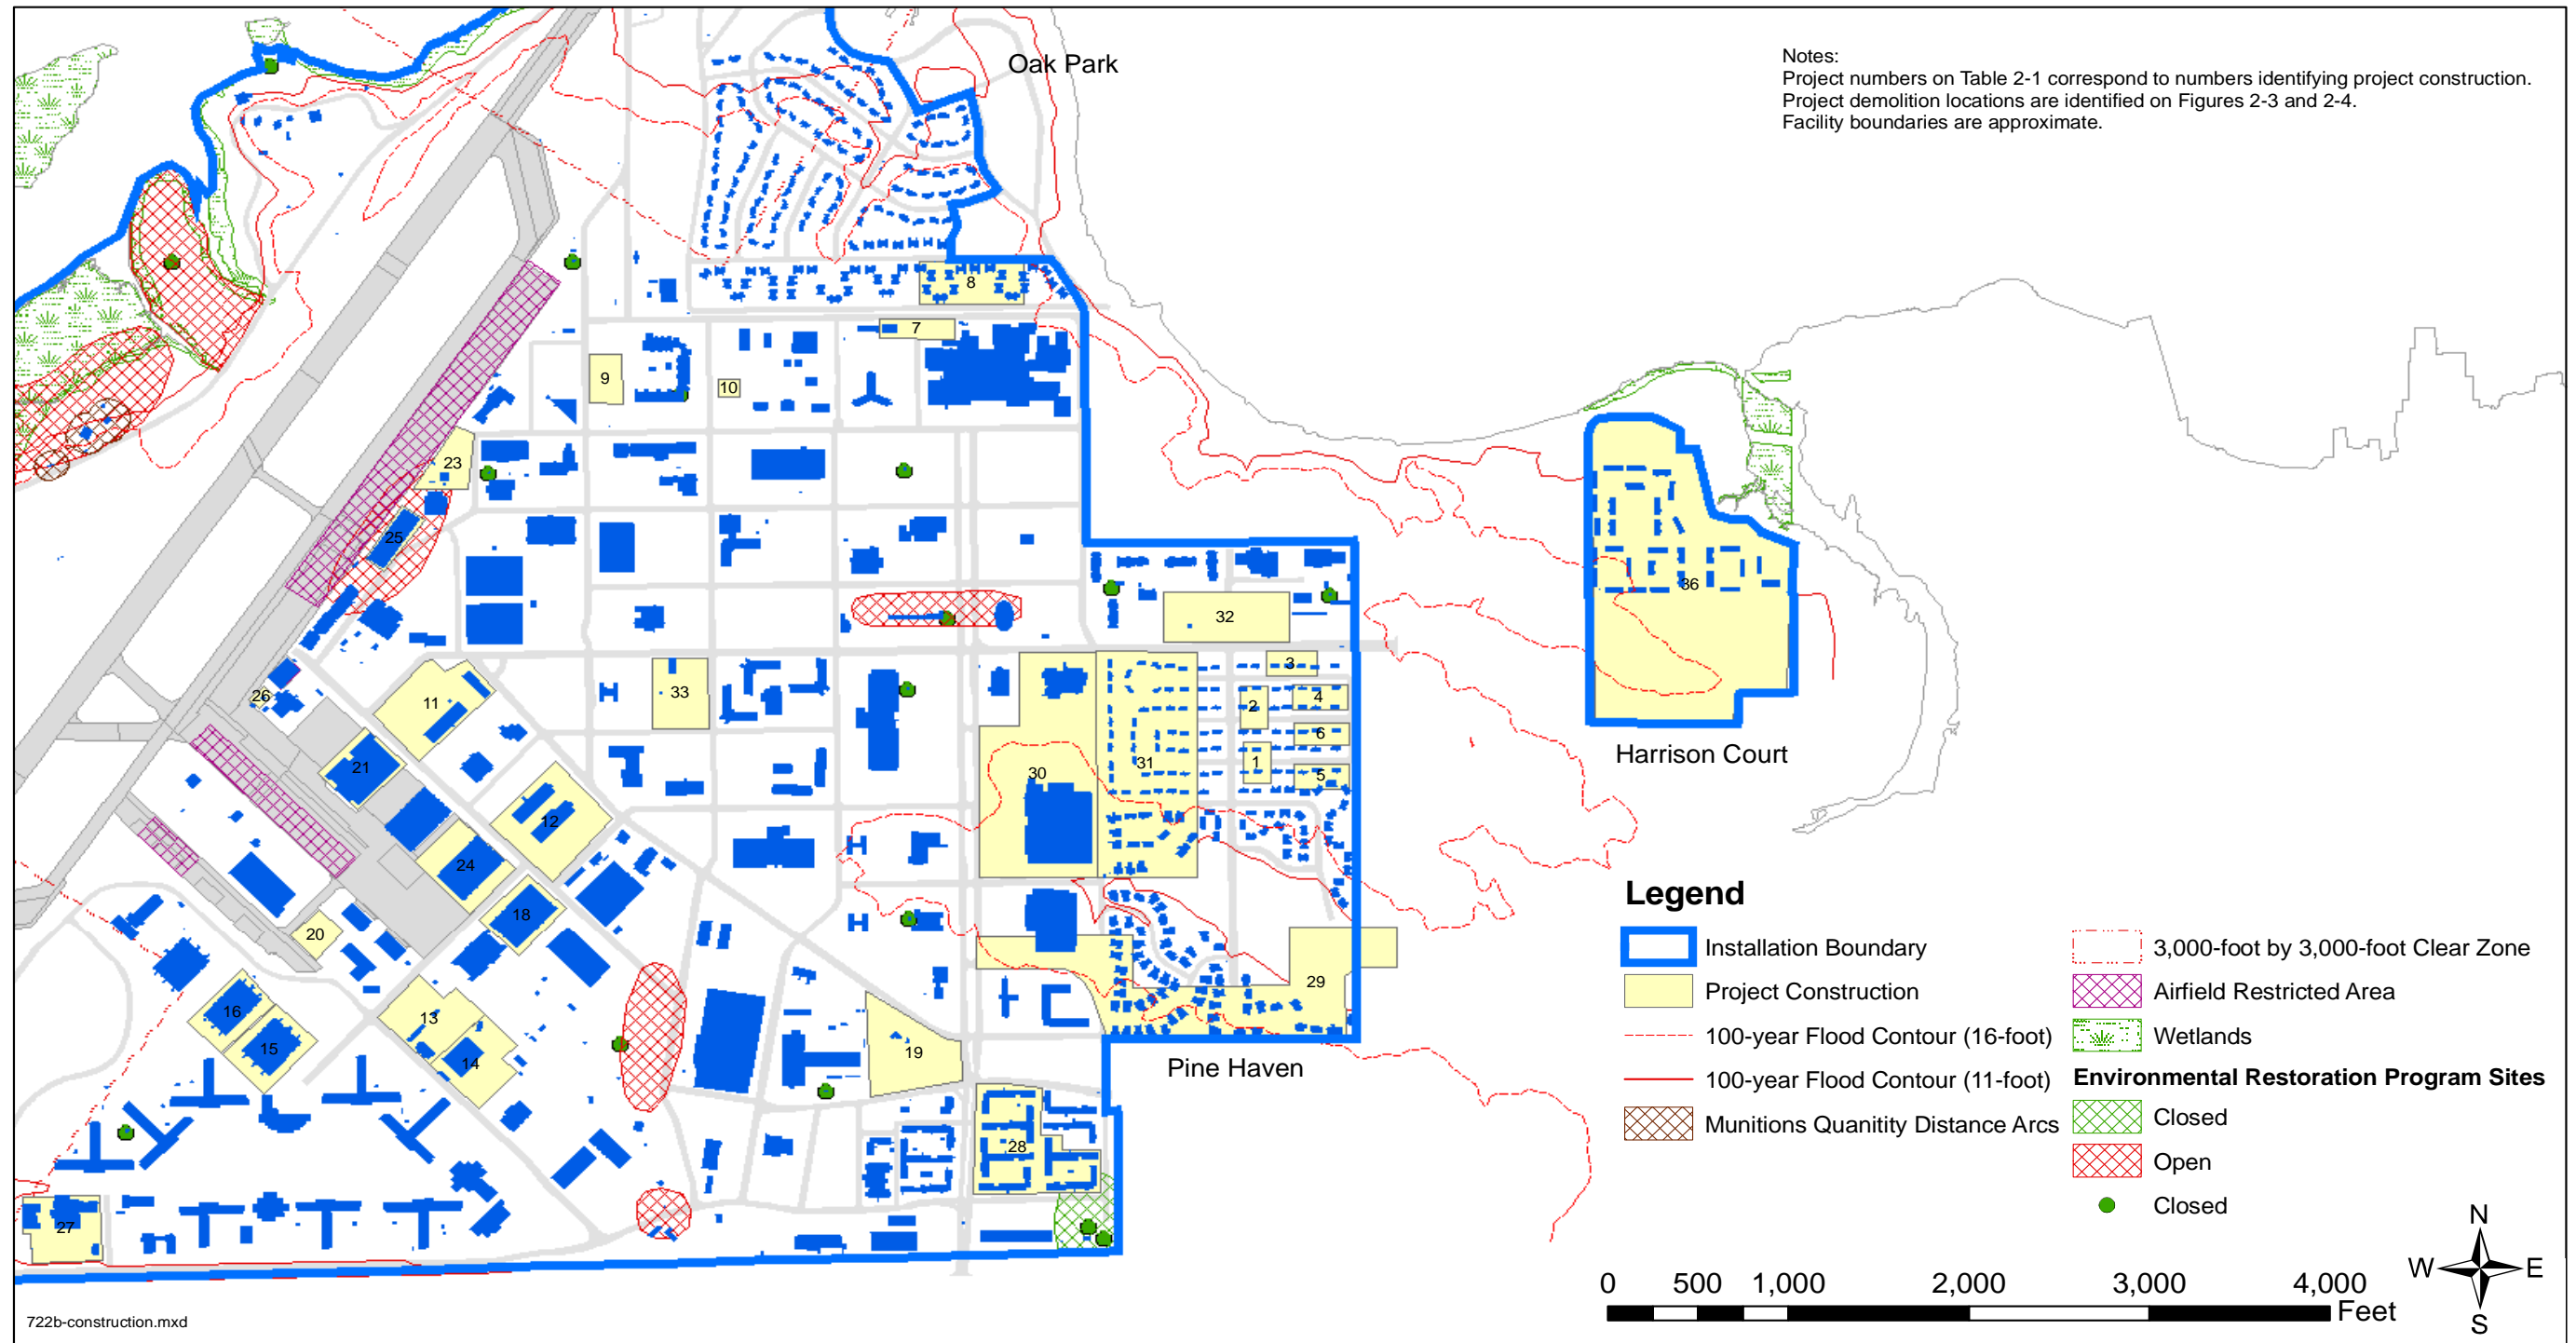 Oak Park
Notes:
Project numbers on Table 2-1 correspond to numbers identifying project construction.
Project demolition locations are identified on Figures 2-3 and 2-4.
Facility boundaries are approximate.
8
7
9
10
23
25
36
32
3
26
11
33
2
4
6
21
30
31
1
5
Harrison Court
12
24
18
20
29
16
13
15
14
19
Pine Haven
28
27
Legend
Installation Boundary
Project Construction
100-year Flood Contour (16-foot)
100-year Flood Contour (11-foot)
Munitions Quanitity Distance Arcs
3,000-foot by 3,000-foot Clear Zone
Airfield Restricted Area
Wetlands
Environmental Restoration Program Sites
Closed
Open
Closed
N
W E
S
0 500 1,000 2,000 3,000 4,000
Feet
722b-construction.mxd